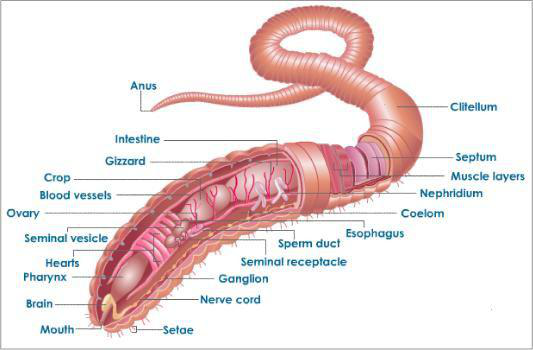 Anus
Clitellum
Intestine
Gizzard
Septum
Crop
Muscle layers
Blood vessels
Nephridium
Ovary
Coelom
Esophagus
Seminal vesicle
Sperm duct
Hearts
Seminal receptacle
Pharynx
Ganglion
Brain
Nerve cord
Mouth
Setae